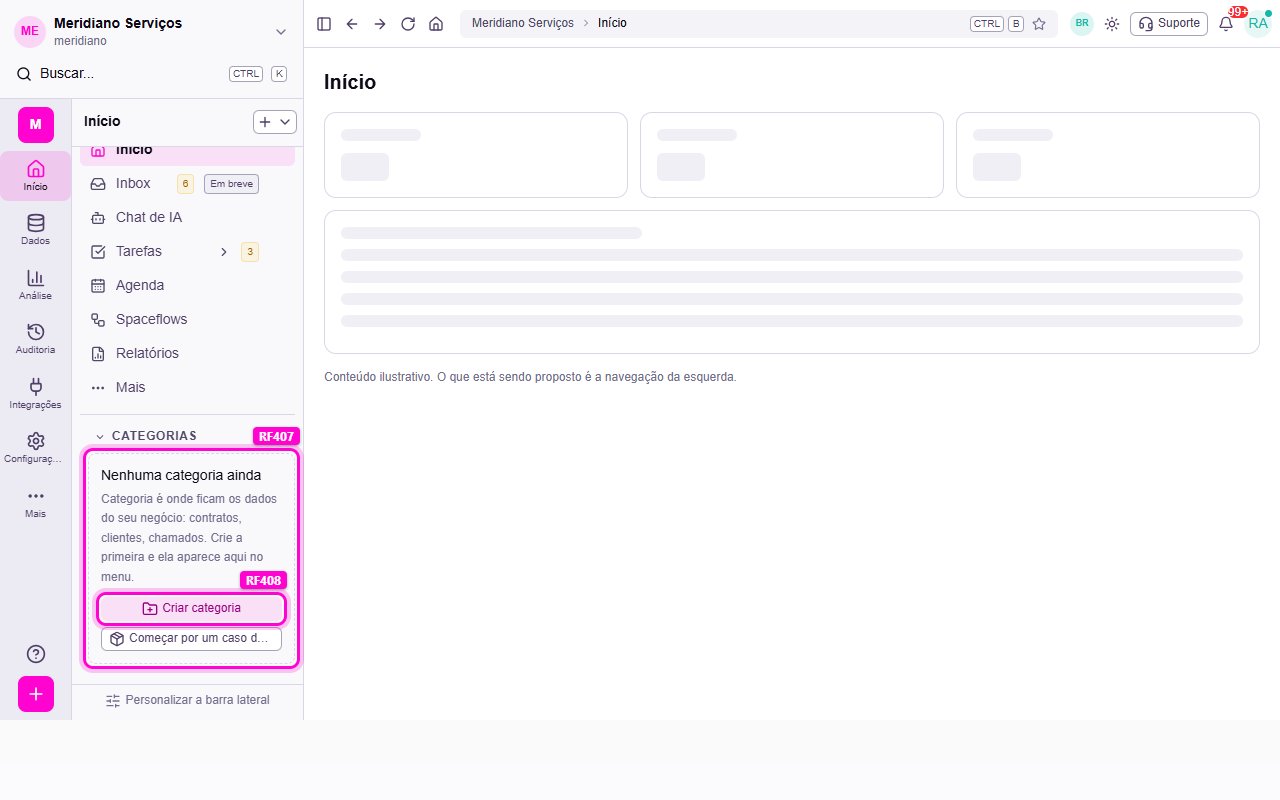 ME
Meridiano Serviços
meridiano
Buscar...
CTRL
K
Meridiano Serviços
Início
CTRL
B
BR
Suporte
99+
RA
M
Início
Dados
Análise
Auditoria
Integrações
Configuraç...
Mais
Início
Início
Inbox
6
Em breve
Chat de IA
Tarefas
3
Agenda
Spaceflows
Relatórios
Mais
CATEGORIAS
RF407
Nenhuma categoria ainda
Categoria é onde ficam os dados
do seu negócio: contratos,
clientes, chamados. Crie a
primeira e ela aparece aqui no
menu.
RF408
Criar categoria
Começar por um caso d...
Personalizar a barra lateral
Início
Conteúdo ilustrativo. O que está sendo proposto é a navegação da esquerda.